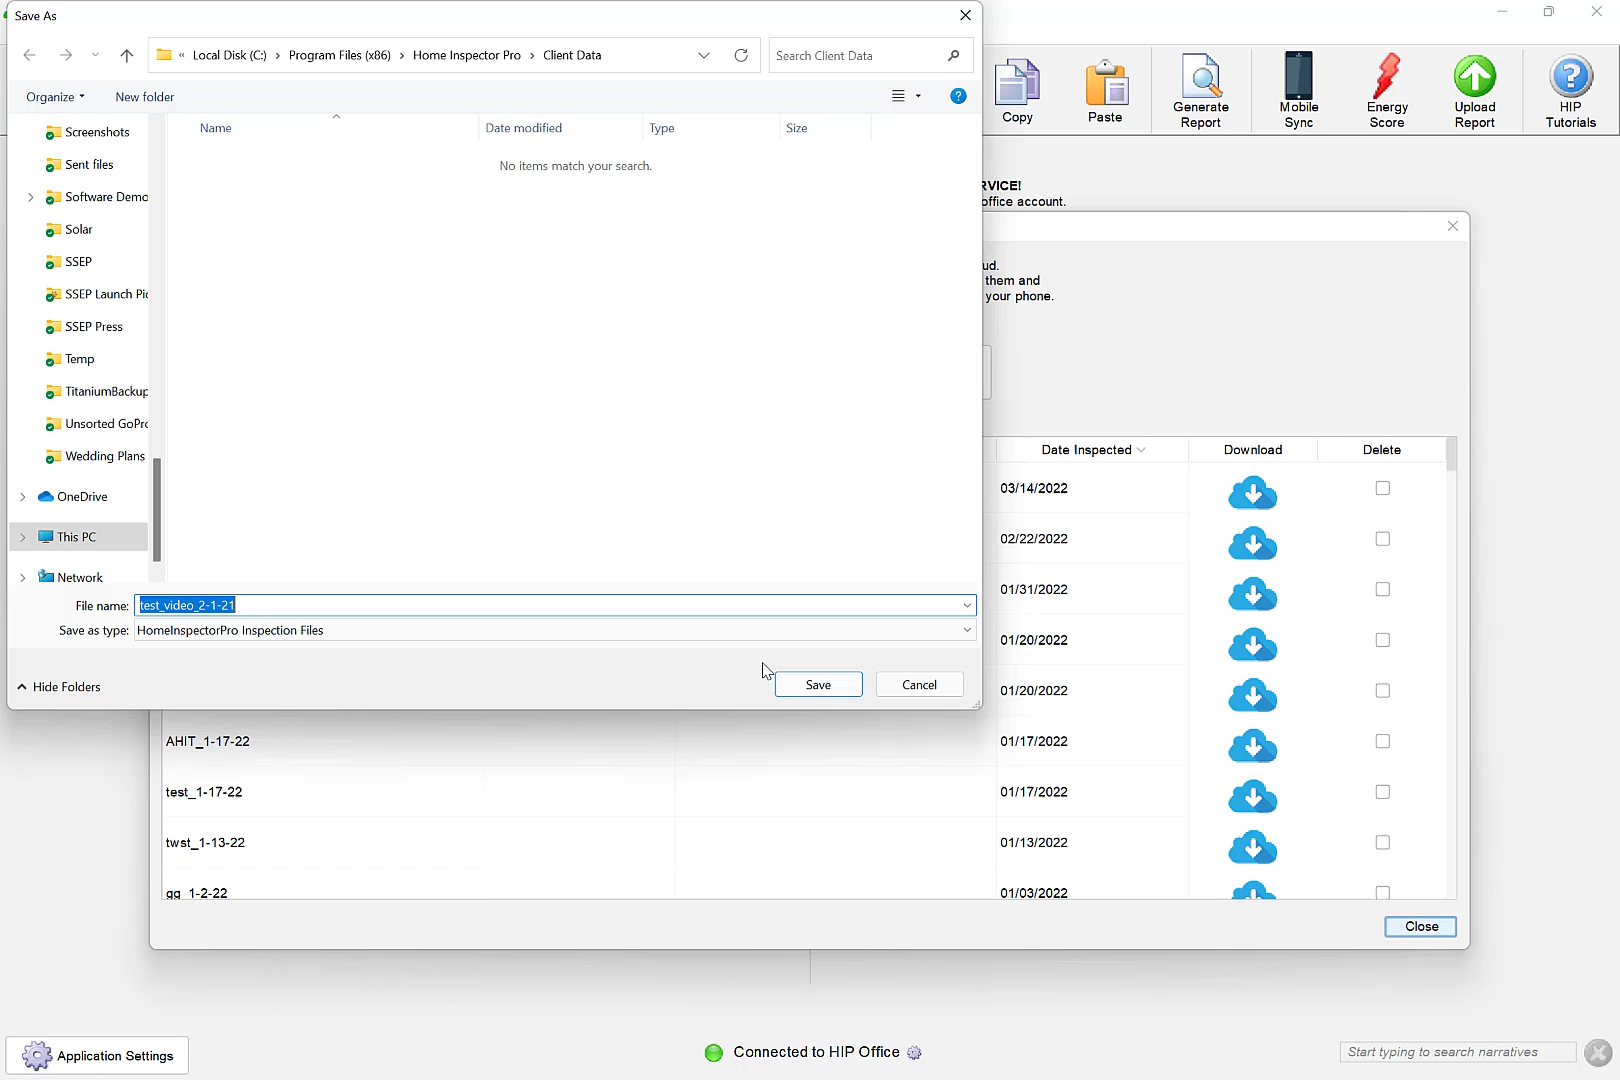 Save As
« Local Disk (C:) › Program Files (x86) › Home Inspector Pro › Client Data
Search Client Data
Organize
New folder
Name
Date modified
Type
Size
No items match your search.
Screenshots
Sent files
Software Demo
Solar
SSEP
SSEP Launch Pic
SSEP Press
Temp
TitaniumBackup
Unsorted GoPro
Wedding Plans
OneDrive
This PC
Network
File name: test_video_2-1-21
Save as type: HomeInspectorPro Inspection Files
Hide Folders
Save
Cancel
Copy
Paste
Generate
Report
Mobile
Sync
Energy
Score
Upload
Report
HIP
Tutorials
RVICE!
office account.
ud.
them and
your phone.
Date Inspected
Download
Delete
03/14/2022
02/22/2022
01/31/2022
01/20/2022
01/20/2022
AHIT_1-17-22 01/17/2022
test_1-17-22 01/17/2022
twst_1-13-22 01/13/2022
gg_1-2-22 01/03/2022
Close
Application Settings
Connected to HIP Office
Start typing to search narratives